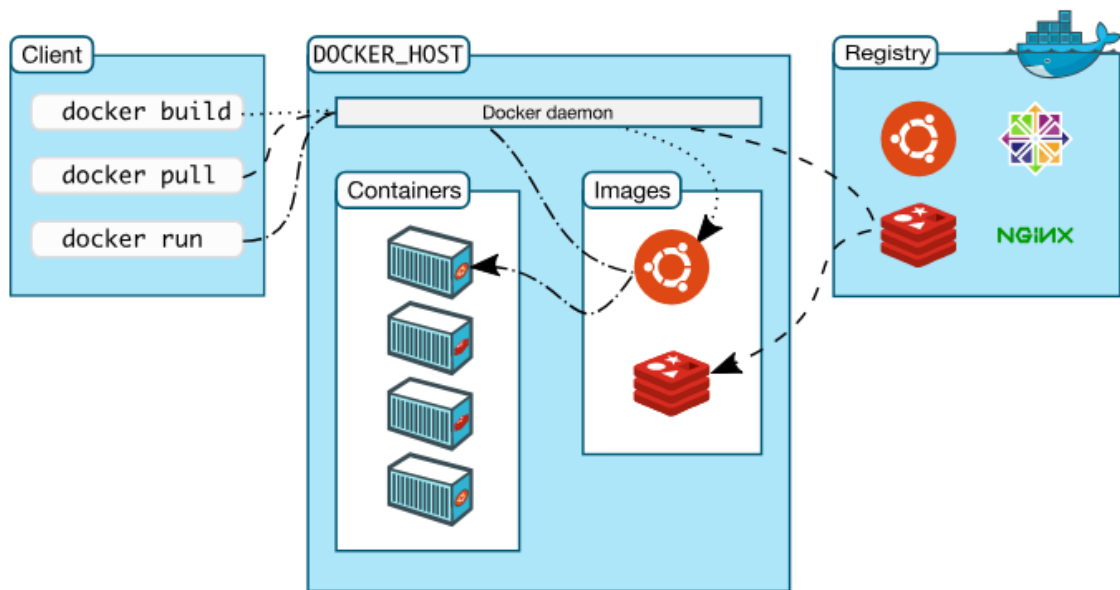 Client
docker build
docker pull
docker run
DOCKER_HOST
Docker daemon
Containers
Images
Registry
NGINX